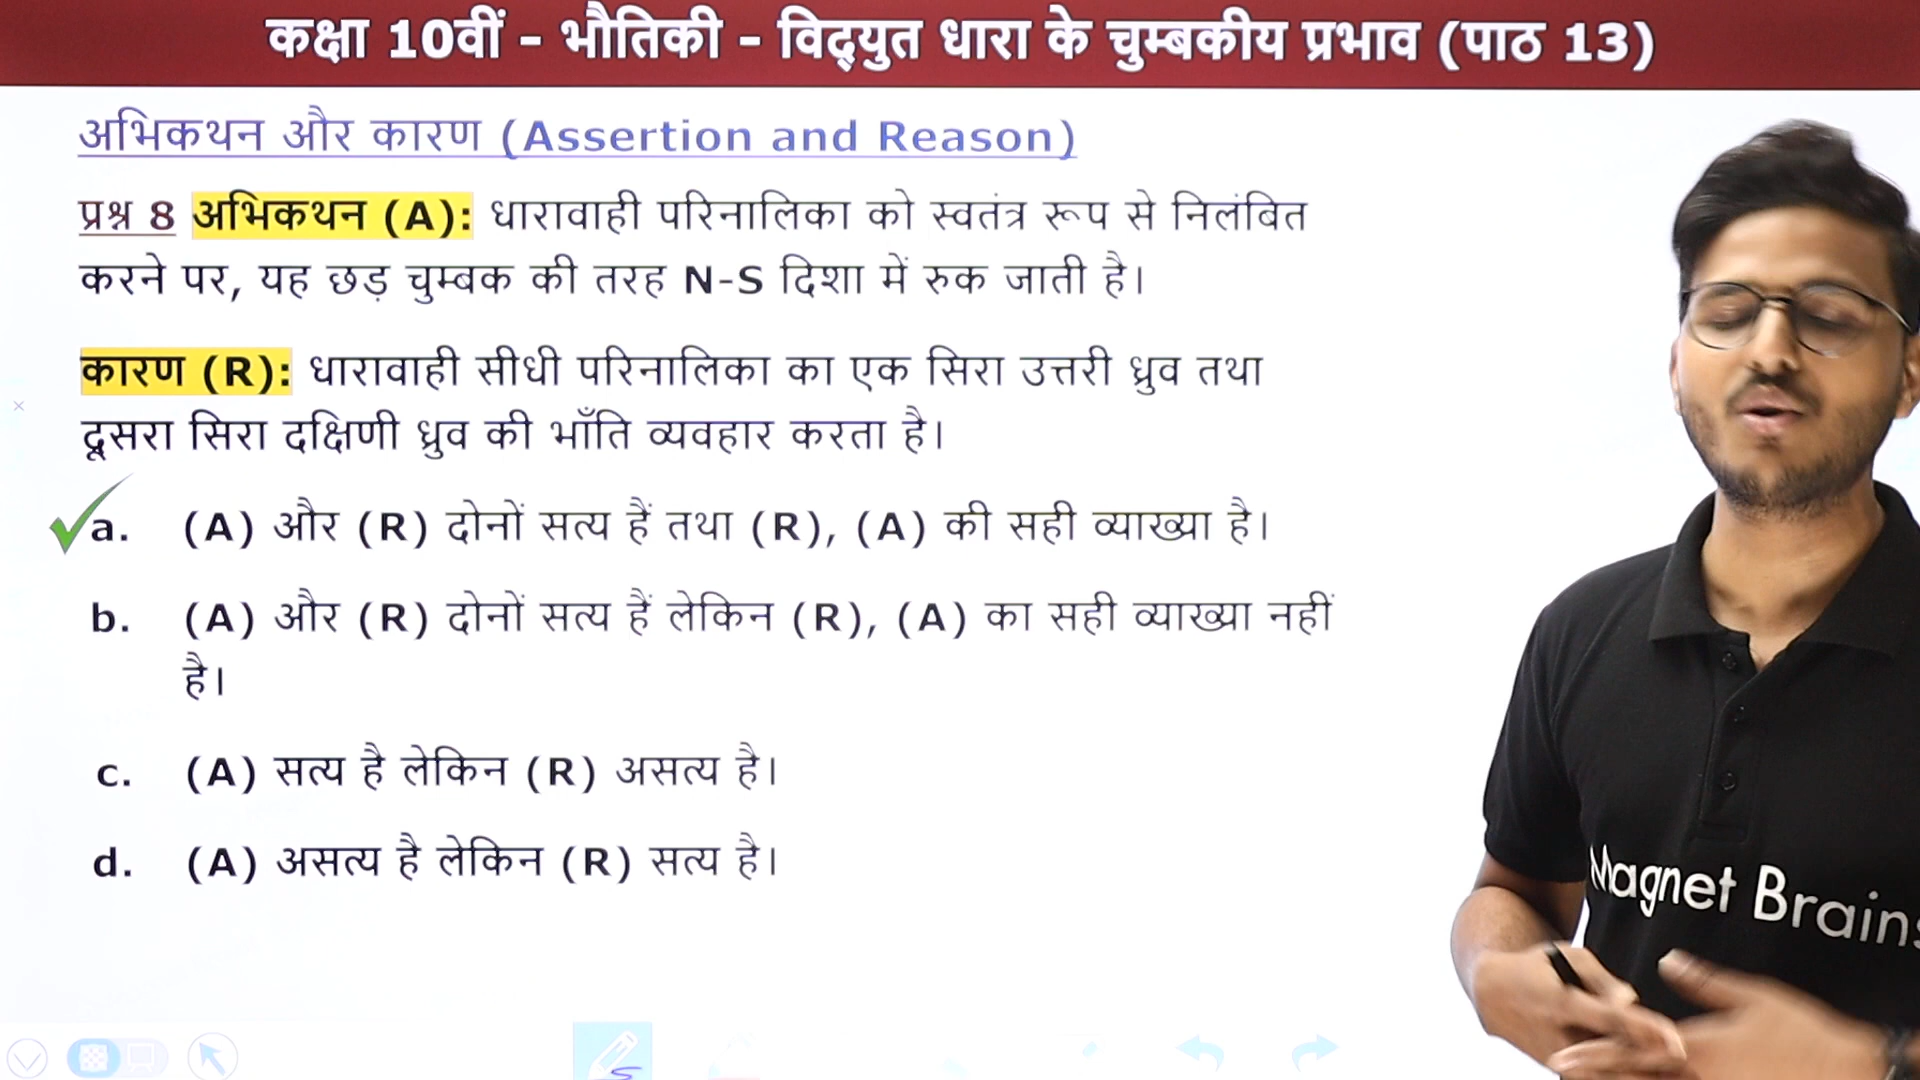 कक्षा 10वीं - भौतिकी - विद्युत धारा के चुम्बकीय प्रभाव (पाठ 13)
अभिकथन और कारण (Assertion and Reason)
प्रश्न 8 अभिकथन (A): धारावाही परिनालिका को स्वतंत्र रूप से निलंबित
करने पर, यह छड़ चुम्बक की तरह N-S दिशा में रुक जाती है।
कारण (R): धारावाही सीधी परिनालिका का एक सिरा उत्तरी ध्रुव तथा
दूसरा सिरा दक्षिणी ध्रुव की भाँति व्यवहार करता है।
a. (A) और (R) दोनों सत्य हैं तथा (R), (A) की सही व्याख्या है।
b. (A) और (R) दोनों सत्य हैं लेकिन (R), (A) का सही व्याख्या नहीं
है।
c. (A) सत्य है लेकिन (R) असत्य है।
d. (A) असत्य है लेकिन (R) सत्य है।
Magnet Brains